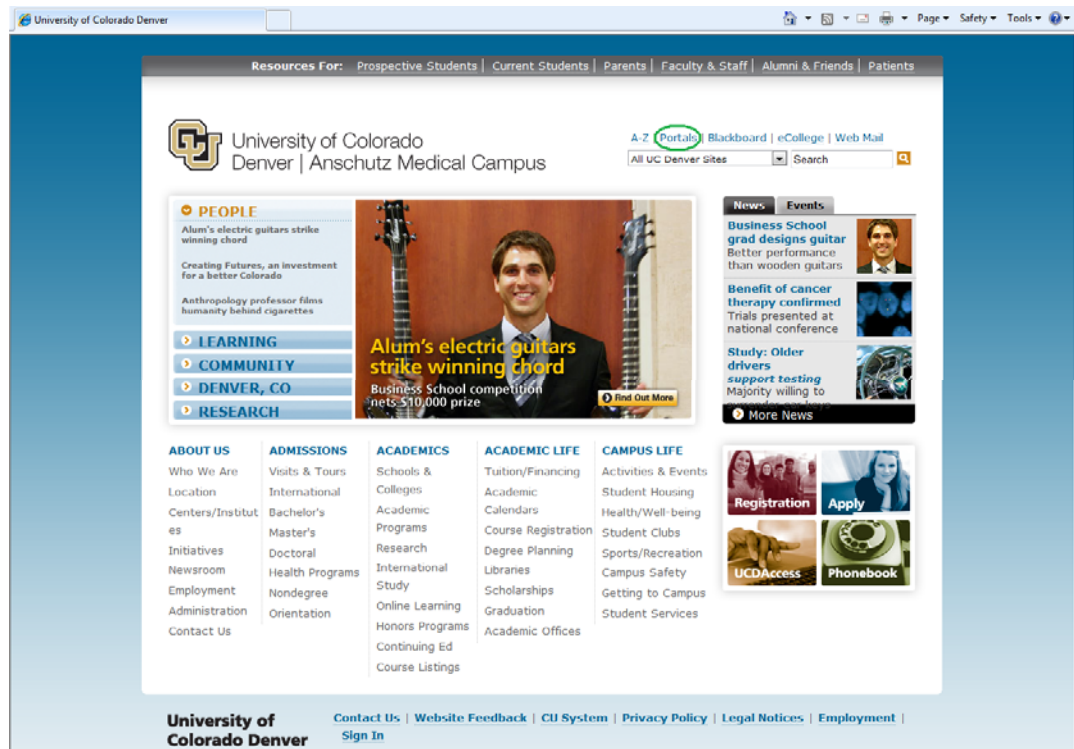 University of Colorado Denver
Page Safety Tools
Resources For: Prospective Students | Current Students | Parents | Faculty & Staff | Alumni & Friends | Patients
University of Colorado
Denver | Anschutz Medical Campus
A-Z | Portals | Blackboard | eCollege | Web Mail
All UC Denver Sites Search
PEOPLE
Alum's electric guitars strike
winning chord
Creating Futures, an investment
for a better Colorado
Anthropology professor films
humanity behind cigarettes
LEARNING
COMMUNITY
DENVER, CO
RESEARCH
Alum's electric guitars
strike winning chord
Business School competition
nets $10,000 prize
Find Out More
News Events
Business School
grad designs guitar
Better performance
than wooden guitars
Benefit of cancer
therapy confirmed
Trials presented at
national conference
Study: Older
drivers
support testing
Majority willing to
More News
ABOUT US
Who We Are
Location
Centers/Institut
es
Initiatives
Newsroom
Employment
Administration
Contact Us
ADMISSIONS
Visits & Tours
International
Bachelor's
Master's
Doctoral
Health Programs
Nondegree
Orientation
ACADEMICS
Schools &
Colleges
Academic
Programs
Research
International
Study
Online Learning
Honors Programs
Continuing Ed
Course Listings
ACADEMIC LIFE
Tuition/Financing
Academic
Calendars
Course Registration
Degree Planning
Libraries
Scholarships
Graduation
Academic Offices
CAMPUS LIFE
Activities & Events
Student Housing
Health/Well-being
Student Clubs
Sports/Recreation
Campus Safety
Getting to Campus
Student Services
Registration
Apply
UCDAccess
Phonebook
University of
Colorado Denver
Contact Us | Website Feedback | CU System | Privacy Policy | Legal Notices | Employment |
Sign In